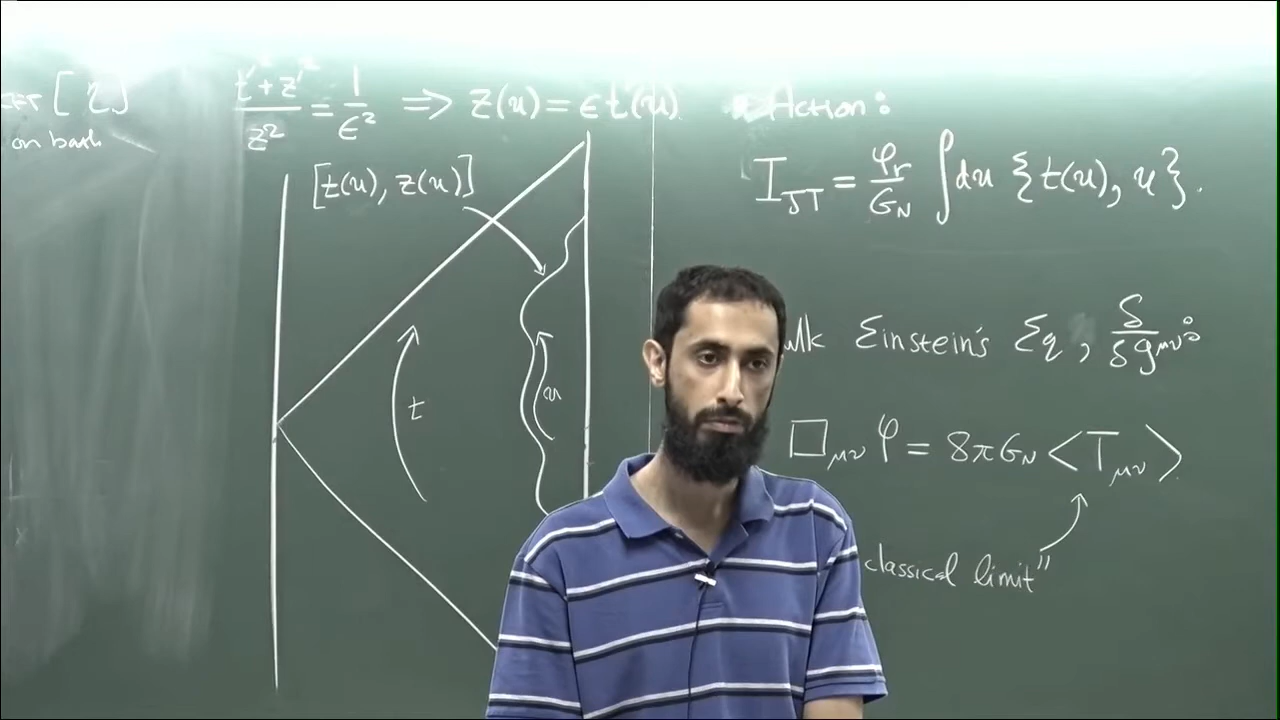 [η]
on bath
t'² + z'² / z² = 1/ε² ⟹ z(u) = ε t'(u)
[t(u), z(u)]
t
u
Action:
I_JT = φ_r/G_N ∫ du {t(u), u}.
Einstein's Eq, δ/δg^μν:
□_μν φ = 8πG_N <T_μν>
classical limit"